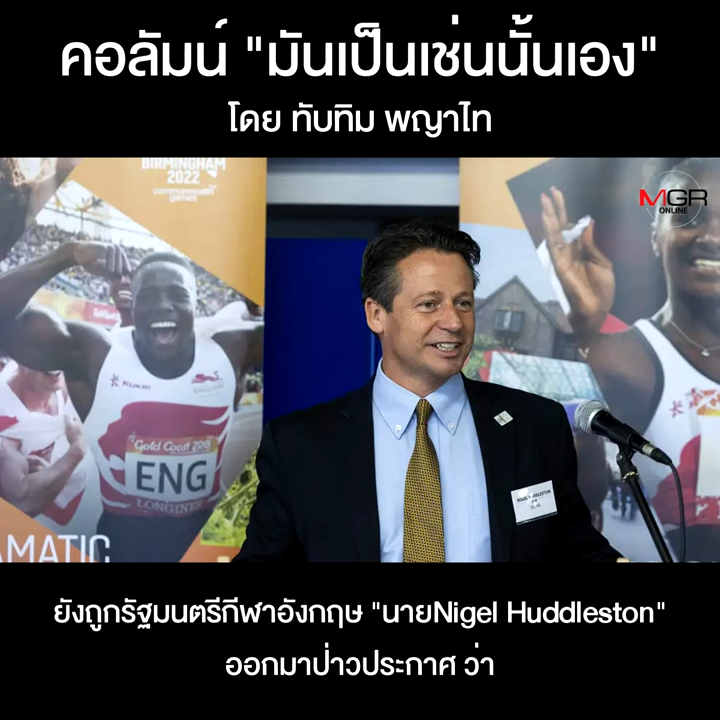 คอลัมน์ "มันเป็นเช่นนั้นเอง"
โดย ทับทิม พญาไท
BIRMINGHAM
2022
MGR
ONLINE
KUKRI
Gold Coast 2018
ENG
LONGINES
AMATIC
NIGEL HUDDLESTON
ยังถูกรัฐมนตรีกีฬาอังกฤษ "นายNigel Huddleston"
ออกมาป่าวประกาศ ว่า